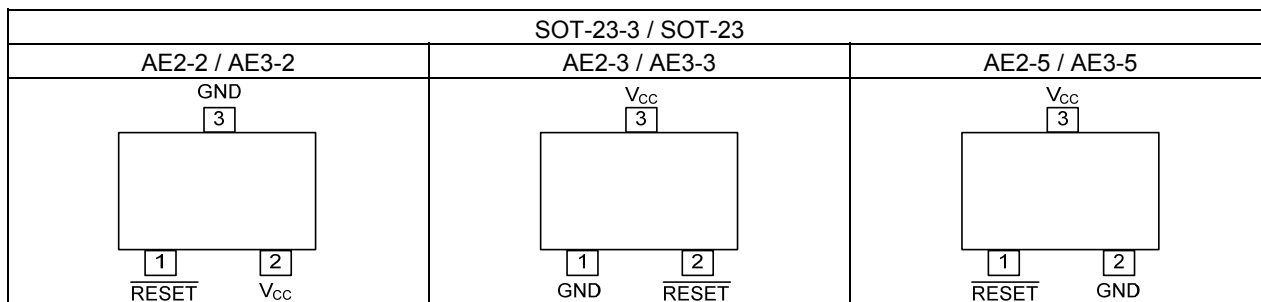 SOT-23-3 / SOT-23
AE2-2 / AE3-2 AE2-3 / AE3-3 AE2-5 / AE3-5
GND VCC VCC
3 3 3
1 2 1 2 1 2
RESET VCC GND RESET RESET GND